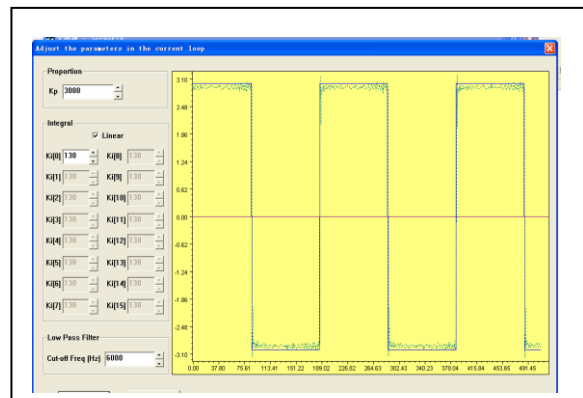 Adjust the parameters in the current loop
Proportion
Kp 3000
Integral
Linear
Ki[0] 130 Ki[8] 130
Ki[1] 130 Ki[9] 130
Ki[2] 130 Ki[10] 130
Ki[3] 130 Ki[11] 130
Ki[4] 130 Ki[12] 130
Ki[5] 130 Ki[13] 130
Ki[6] 130 Ki[14] 130
Ki[7] 130 Ki[15] 130
Low Pass Filter
Cut-off Freq (Hz) 6000
3.10
2.48
1.86
1.24
0.62
0.00
-0.62
-1.24
-1.86
-2.48
-3.10
0.00 37.80 75.61 113.41 151.22 189.02 226.82 264.63 302.43 340.23 378.04 415.84 453.65 491.45